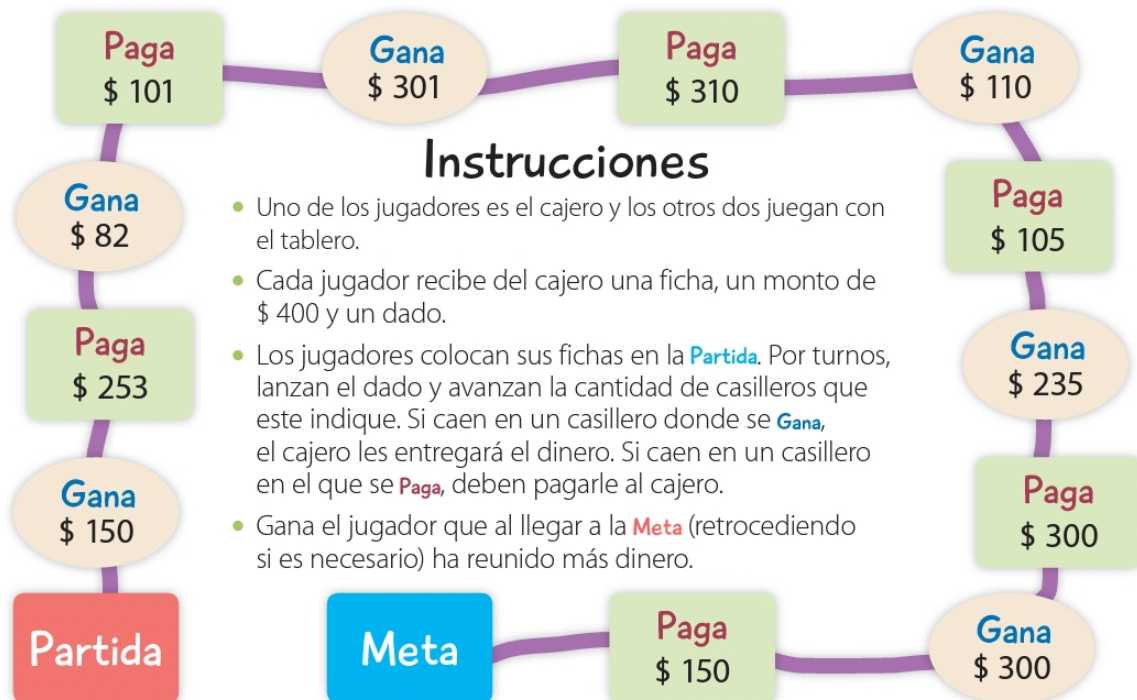 Paga
$ 101
Gana
$ 301
Paga
$ 310
Gana
$ 110
Gana
$ 82
Paga
$ 253
Gana
$ 150
Partida
Instrucciones
• Uno de los jugadores es el cajero y los otros dos juegan con
el tablero.
• Cada jugador recibe del cajero una ficha, un monto de
$ 400 y un dado.
• Los jugadores colocan sus fichas en la Partida. Por turnos,
lanzan el dado y avanzan la cantidad de casilleros que
este indique. Si caen en un casillero donde se Gana,
el cajero les entregará el dinero. Si caen en un casillero
en el que se Paga, deben pagarle al cajero.
• Gana el jugador que al llegar a la Meta (retrocediendo
si es necesario) ha reunido más dinero.
Paga
$ 105
Gana
$ 235
Paga
$ 300
Gana
$ 300
Paga
$ 150
Meta